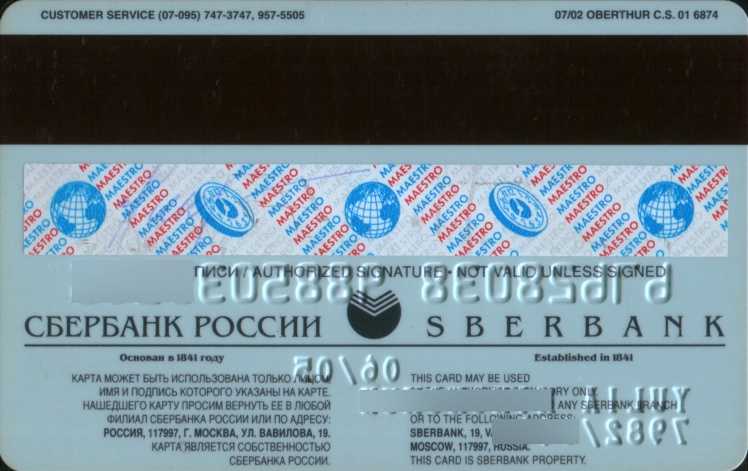 CUSTOMER SERVICE (07-095) 747-3747, 957-5505
07/02 OBERTHUR C.S. 01 6874
MAESTRO
ПИСИ / AUTHORIZED SIGNATURE - NOT VALID UNLESS SIGNED
СБЕРБАНК РОССИИ
SBERBANK
Основан в 1841 году
КАРТА МОЖЕТ БЫТЬ ИСПОЛЬЗОВАНА ТОЛЬКО ЛИЦОМ,
ИМЯ И ПОДПИСЬ КОТОРОГО УКАЗАНЫ НА КАРТЕ.
НАШЕДШЕГО КАРТУ ПРОСИМ ВЕРНУТЬ ЕЕ В ЛЮБОЙ
ФИЛИАЛ СБЕРБАНКА РОССИИ ИЛИ ПО АДРЕСУ:
РОССИЯ, 117997, Г. МОСКВА, УЛ. ВАВИЛОВА, 19.
КАРТА ЯВЛЯЕТСЯ СОБСТВЕННОСТЬЮ
СБЕРБАНКА РОССИИ.
Established in 1841
THIS CARD MAY BE USED
ONLY.
ANY SBERBANK BRANCH
OR TO THE FOLLOWING ADDRESS:
SBERBANK, 19,
MOSCOW, 117997, RUSSIA.
THIS CARD IS SBERBANK PROPERTY.